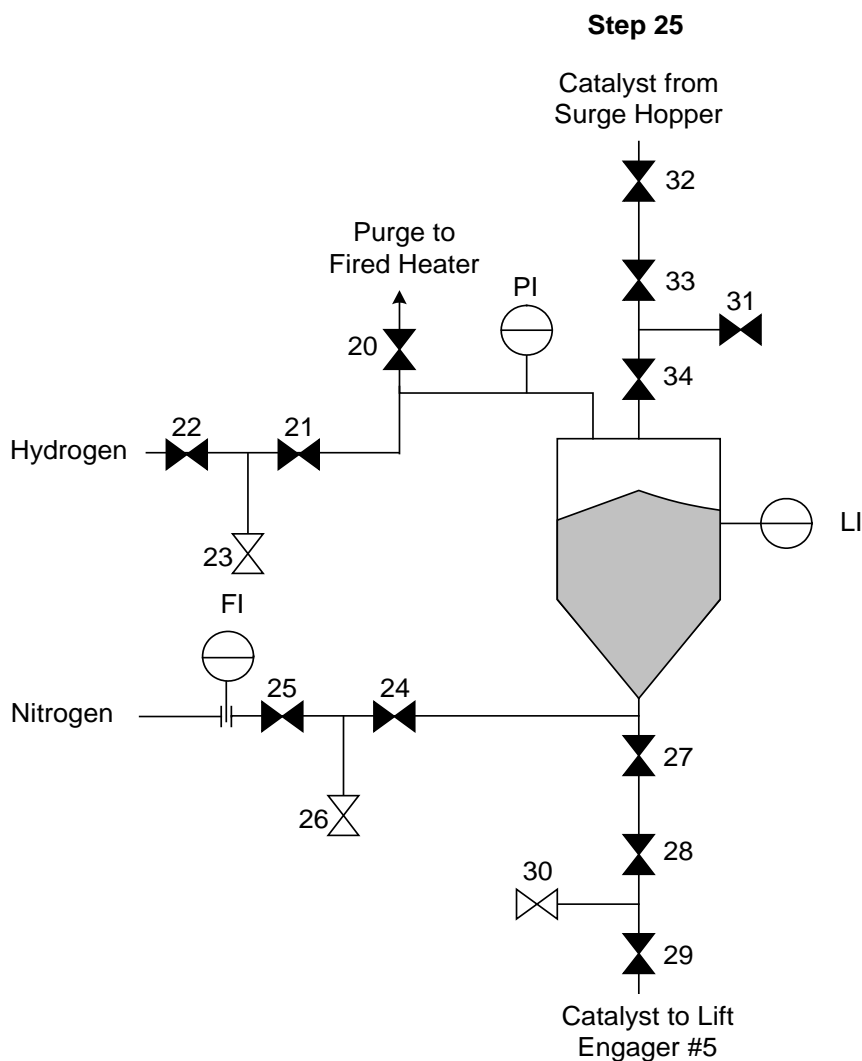 Step 25
Catalyst from
Surge Hopper
32
Purge to
Fired Heater
PI
33
31
20
34
22
21
Hydrogen
LI
23
FI
25
24
Nitrogen
27
26
28
30
29
Catalyst to Lift
Engager #5